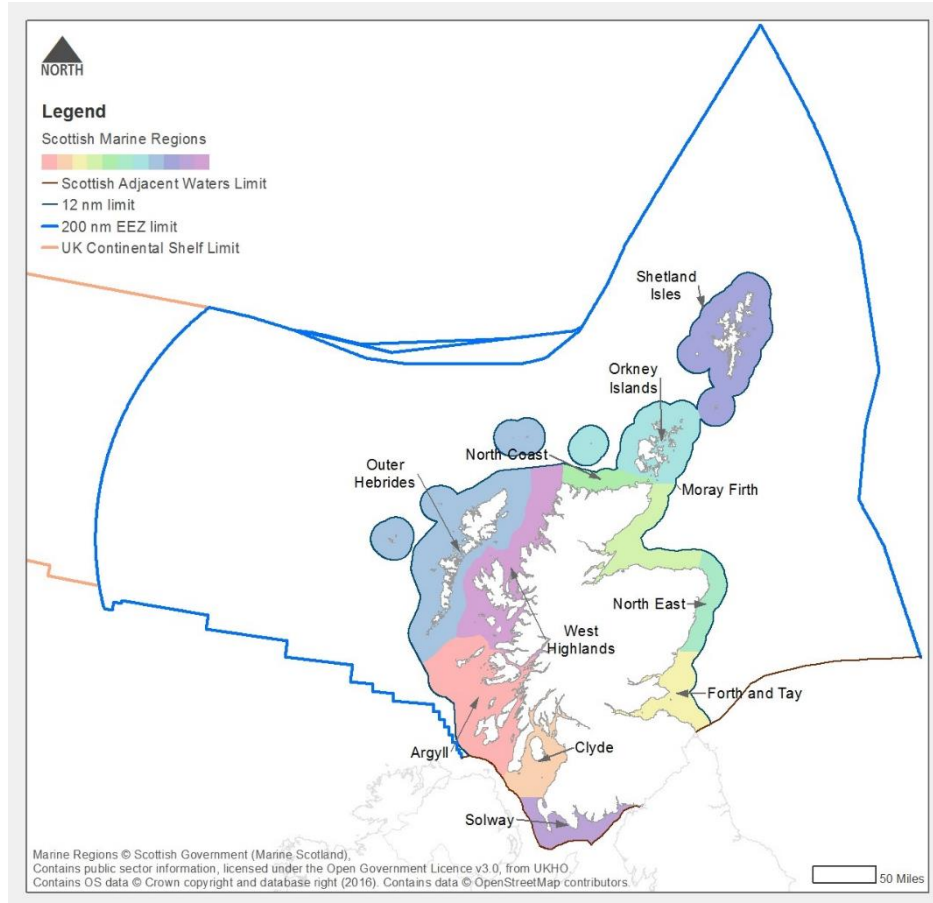 NORTH
Legend
Scottish Marine Regions
Scottish Adjacent Waters Limit
12 nm limit
200 nm EEZ limit
UK Continental Shelf Limit
Shetland
Isles
Orkney
Islands
North Coast
Outer
Hebrides
Moray Firth
North East
West
Highlands
Forth and Tay
Argyll
Clyde
Solway
Marine Regions © Scottish Government (Marine Scotland),
Contains public sector information, licensed under the Open Government Licence v3.0, from UKHO.
Contains OS data © Crown copyright and database right (2016). Contains data © OpenStreetMap contributors.
50 Miles